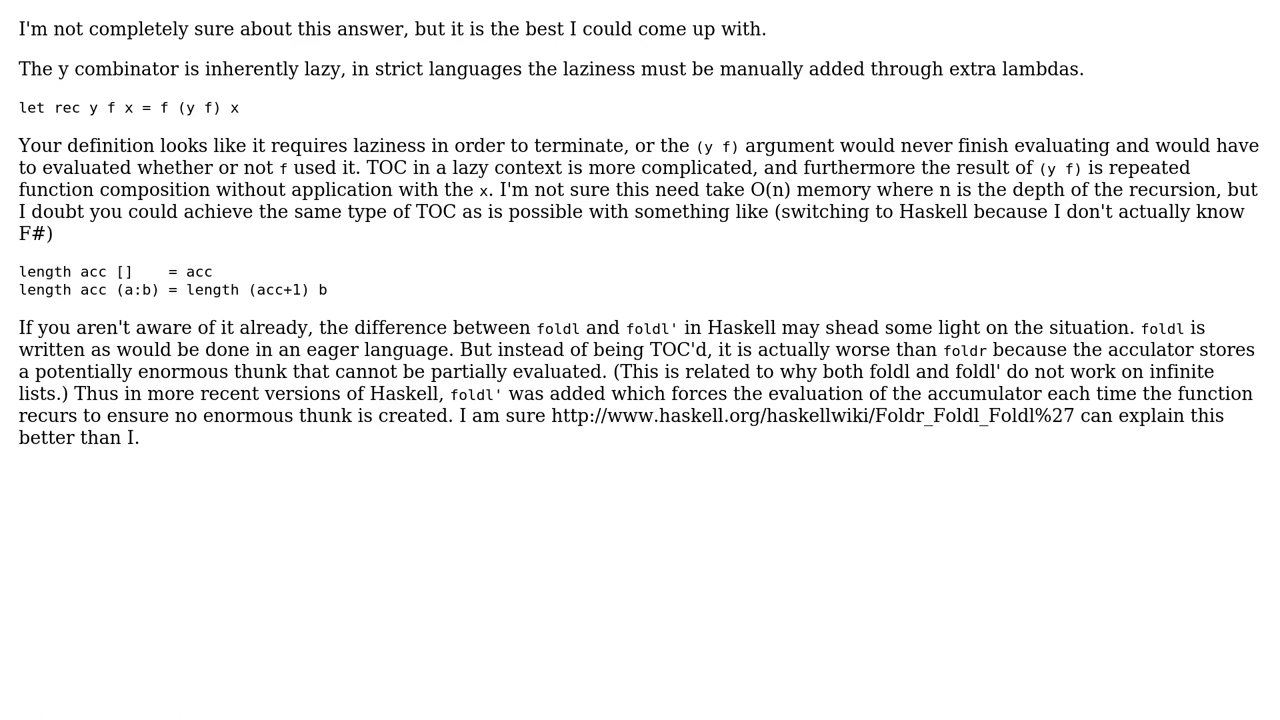 I'm not completely sure about this answer, but it is the best I could come up with.
The y combinator is inherently lazy, in strict languages the laziness must be manually added through extra lambdas.
let rec y f x = f (y f) x
Your definition looks like it requires laziness in order to terminate, or the (y f) argument would never finish evaluating and would have
to evaluated whether or not f used it. TOC in a lazy context is more complicated, and furthermore the result of (y f) is repeated
function composition without application with the x. I'm not sure this need take O(n) memory where n is the depth of the recursion, but
I doubt you could achieve the same type of TOC as is possible with something like (switching to Haskell because I don't actually know
F#)
length acc []    = acc
length acc (a:b) = length (acc+1) b
If you aren't aware of it already, the difference between foldl and foldl' in Haskell may shead some light on the situation. foldl is
written as would be done in an eager language. But instead of being TOC'd, it is actually worse than foldr because the acculator stores
a potentially enormous thunk that cannot be partially evaluated. (This is related to why both foldl and foldl' do not work on infinite
lists.) Thus in more recent versions of Haskell, foldl' was added which forces the evaluation of the accumulator each time the function
recurs to ensure no enormous thunk is created. I am sure http://www.haskell.org/haskellwiki/Foldr_Foldl_Foldl%27 can explain this
better than I.